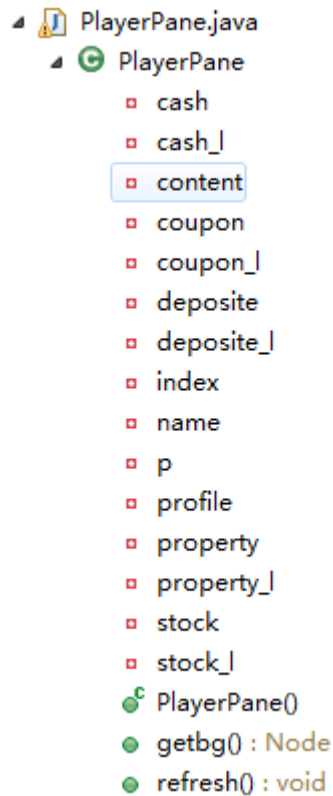 PlayerPane.java
PlayerPane
cash
cash_l
content
coupon
coupon_l
deposite
deposite_l
index
name
p
profile
property
property_l
stock
stock_l
PlayerPane()
getbg() : Node
refresh() : void